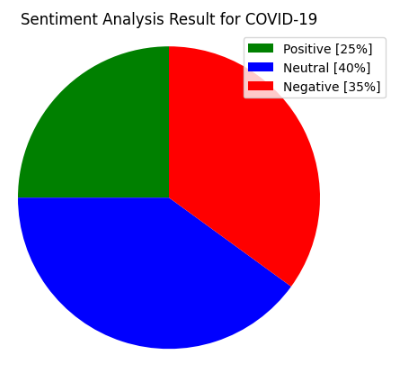 Sentiment Analysis Result for COVID-19
Positive [25%]
Neutral [40%]
Negative [35%]